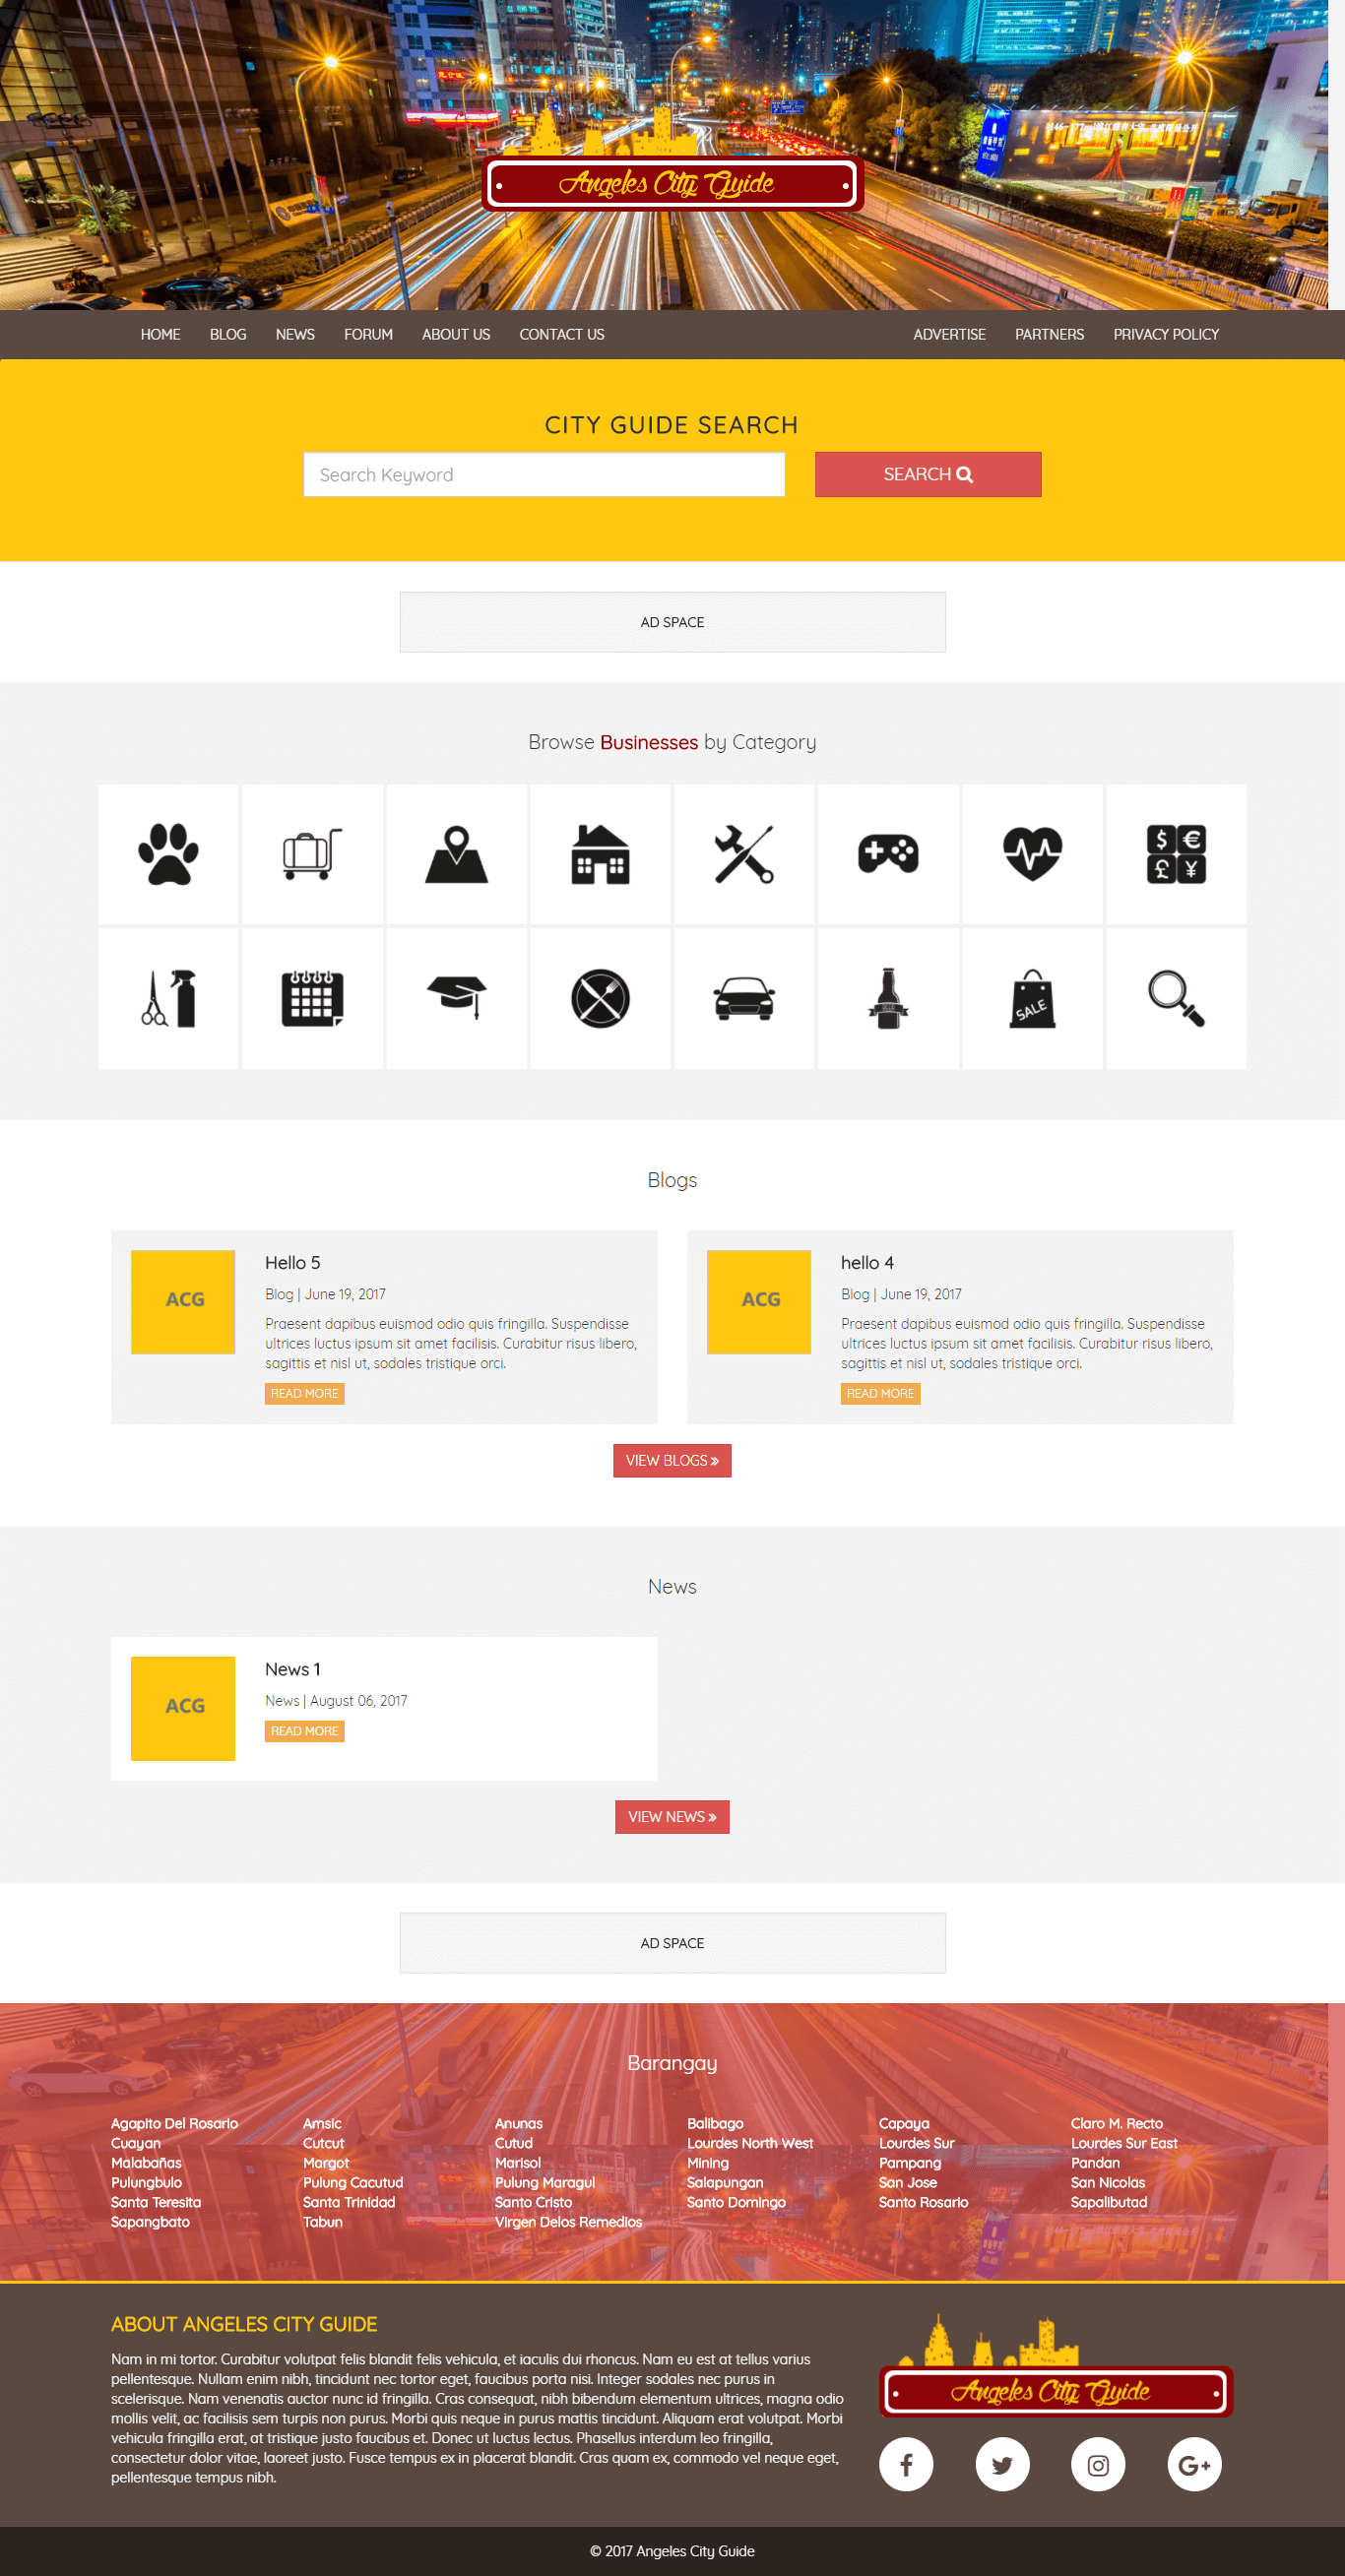 Angeles City Guide
HOME BLOG NEWS FORUM ABOUT US CONTACT US ADVERTISE PARTNERS PRIVACY POLICY
CITY GUIDE SEARCH
Search Keyword SEARCH
AD SPACE
Browse Businesses by Category
$ €
£ ¥
SALE
Blogs
ACG
Hello 5
Blog | June 19, 2017
Praesent dapibus euismod odio quis fringilla. Suspendisse
ultrices luctus ipsum sit amet facilisis. Curabitur risus libero,
sagittis et nisl ut, sodales tristique orci.
READ MORE
ACG
hello 4
Blog | June 19, 2017
Praesent dapibus euismod odio quis fringilla. Suspendisse
ultrices luctus ipsum sit amet facilisis. Curabitur risus libero,
sagittis et nisl ut, sodales tristique orci.
READ MORE
VIEW BLOGS »
News
ACG
News 1
News | August 06, 2017
READ MORE
VIEW NEWS »
AD SPACE
Barangay
Agapito Del Rosario Amsic Anunas Balibago Capaya Claro M. Recto
Cuayan Cutcut Cutud Lourdes North West Lourdes Sur Lourdes Sur East
Malabañas Margot Marisol Mining Pampang Pandan
Pulungbulo Pulung Cacutud Pulung Maragul Salapungan San Jose San Nicolas
Santa Teresita Santa Trinidad Santo Cristo Santo Domingo Santo Rosario Sapalibutad
Sapangbato Tabun Virgen Delos Remedios
ABOUT ANGELES CITY GUIDE
Nam in mi tortor. Curabitur volutpat felis blandit felis vehicula, et iaculis dui rhoncus. Nam eu est at tellus varius
pellentesque. Nullam enim nibh, tincidunt nec tortor eget, faucibus porta nisi. Integer sodales nec purus in
scelerisque. Nam venenatis auctor nunc id fringilla. Cras consequat, nibh bibendum elementum ultrices, magna odio
mollis velit, ac facilisis sem turpis non purus. Morbi quis neque in purus mattis tincidunt. Aliquam erat volutpat. Morbi
vehicula fringilla erat, at tristique justo faucibus et. Donec ut luctus lectus. Phasellus interdum leo fringilla,
consectetur dolor vitae, laoreet justo. Fusce tempus ex in placerat blandit. Cras quam ex, commodo vel neque eget,
pellentesque tempus nibh.
Angeles City Guide
© 2017 Angeles City Guide